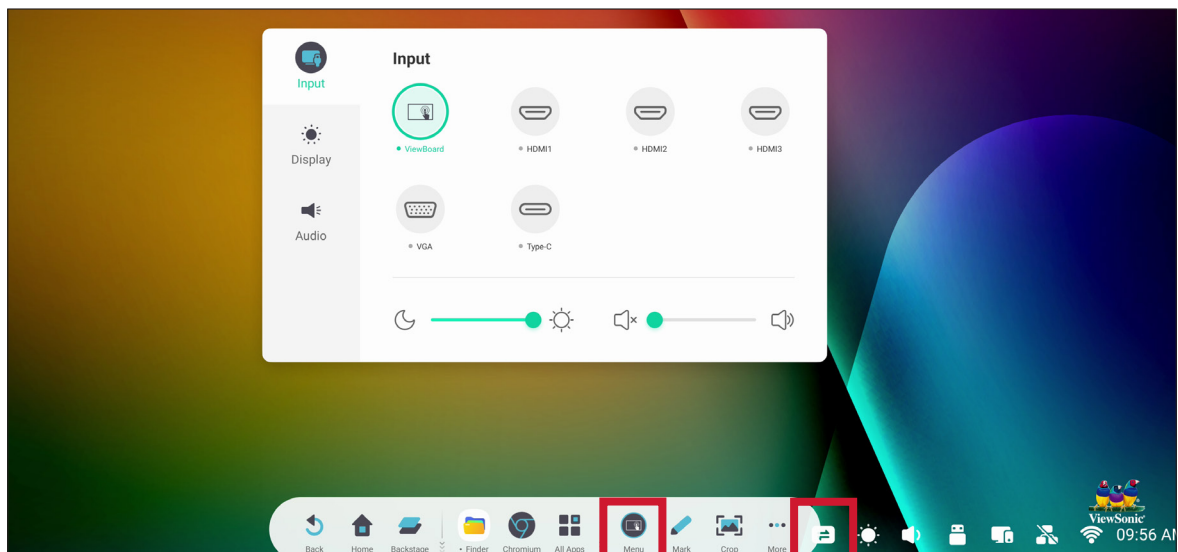 Input
Input
ViewBoard
HDMI1
HDMI2
HDMI3
Display
Audio
VGA
Type-C
Back
Home
Backstage
Finder
Chromium
All Apps
Menu
Mark
Crop
More
ViewSonic
09:56 AM